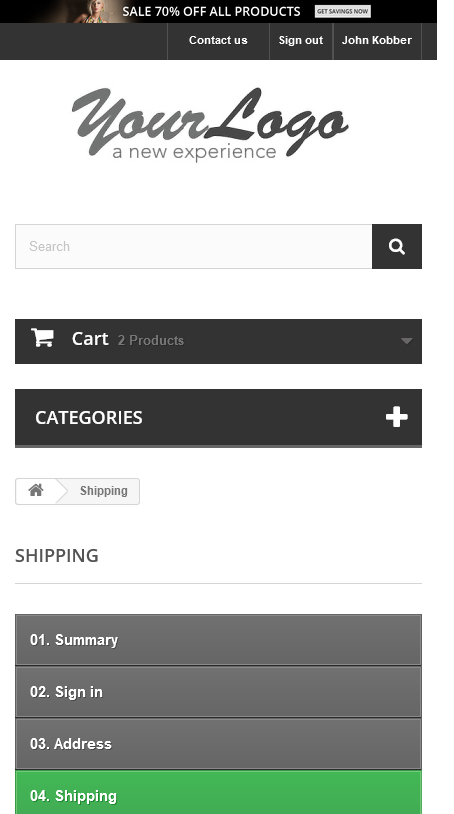 SALE 70% OFF ALL PRODUCTS GET SAVINGS NOW
Contact us Sign out John Kobber
YourLogo
a new experience
Search
Cart 2 Products
CATEGORIES
Shipping
SHIPPING
01. Summary
02. Sign in
03. Address
04. Shipping